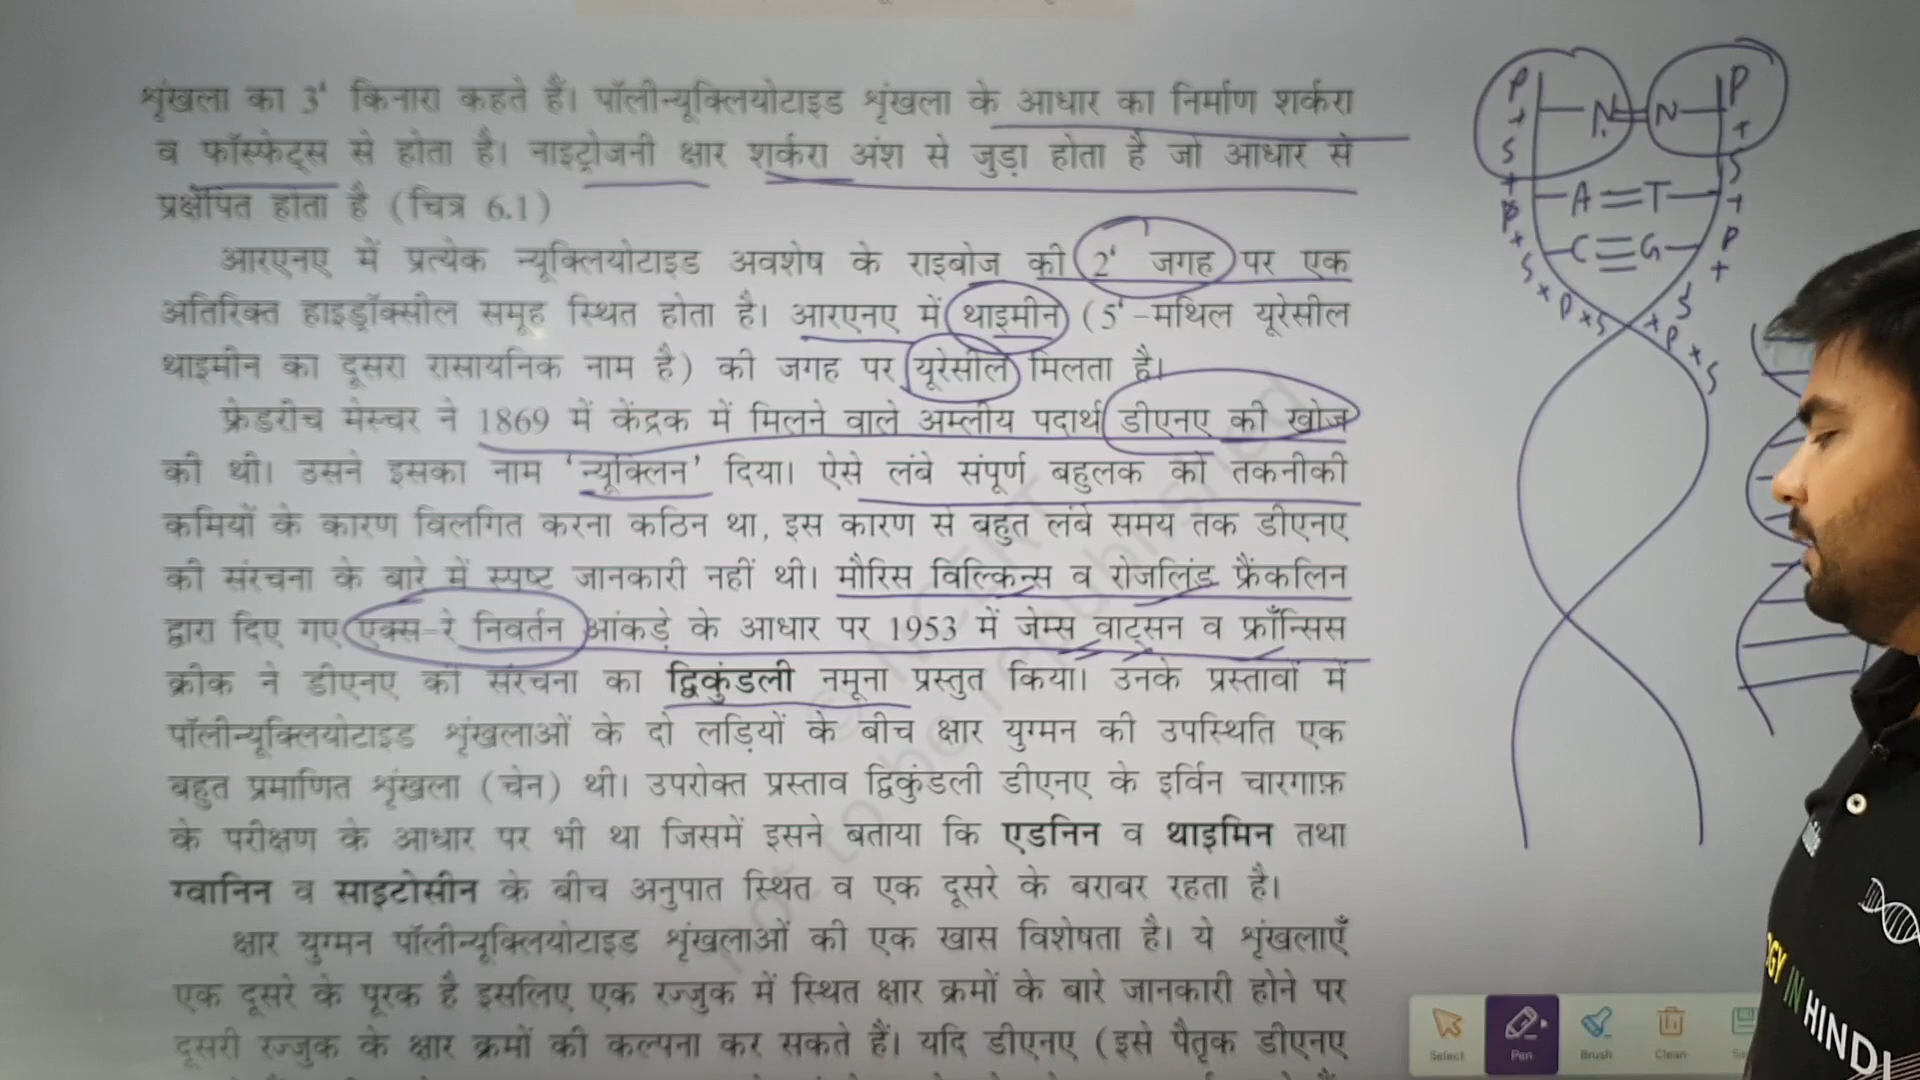 शृंखला का 3' किनारा कहते हैं। पॉलीन्यूक्लियोटाइड शृंखला के आधार का निर्माण शर्करा
व फॉस्फेट्स से होता है। नाइट्रोजनी क्षार शर्करा अंश से जुड़ा होता है जो आधार से
प्रक्षेपित होता है (चित्र 6.1)
आरएनए में प्रत्येक न्यूक्लियोटाइड अवशेष के राइबोज की 2' जगह पर एक
अतिरिक्त हाइड्रॉक्सील समूह स्थित होता है। आरएनए में थाइमीन (5'-मेथिल यूरेसील
थाइमीन का दूसरा रासायनिक नाम है) की जगह पर यूरेसील मिलता है।
फ्रेडरीच मेस्चर ने 1869 में केंद्रक में मिलने वाले अम्लीय पदार्थ डीएनए की खोज
की थी। उसने इसका नाम 'न्यूक्लिन' दिया। ऐसे लंबे संपूर्ण बहुलक को तकनीकी
कमियों के कारण विलगित करना कठिन था, इस कारण से बहुत लंबे समय तक डीएनए
की संरचना के बारे में स्पष्ट जानकारी नहीं थी। मौरिस विल्किन्स व रोजलिंड फ्रैंकलिन
द्वारा दिए गए एक्स-रे निवर्तन आंकड़े के आधार पर 1953 में जेम्स वाट्सन व फ्राँन्सिस
क्रीक ने डीएनए की संरचना का द्विकुंडली नमूना प्रस्तुत किया। उनके प्रस्तावों में
पॉलीन्यूक्लियोटाइड शृंखलाओं के दो लड़ियों के बीच क्षार युग्मन की उपस्थिति एक
बहुत प्रमाणित शृंखला (चेन) थी। उपरोक्त प्रस्ताव द्विकुंडली डीएनए के इर्विन चारगाफ़
के परीक्षण के आधार पर भी था जिसमें इसने बताया कि एडनिन व थाइमिन तथा
ग्वानिन व साइटोसीन के बीच अनुपात स्थित व एक दूसरे के बराबर रहता है।
क्षार युग्मन पॉलीन्यूक्लियोटाइड शृंखलाओं की एक खास विशेषता है। ये शृंखलाएँ
एक दूसरे के पूरक है इसलिए एक रज्जुक में स्थित क्षार क्रमों के बारे जानकारी होने पर
दूसरी रज्जुक के क्षार क्रमों की कल्पना कर सकते हैं। यदि डीएनए (इसे पैतृक डीएनए
P N N P
+ +
S S
+ A T +
P C G P
+ +
S S
Select Pen Brush Clean
IN HINDI